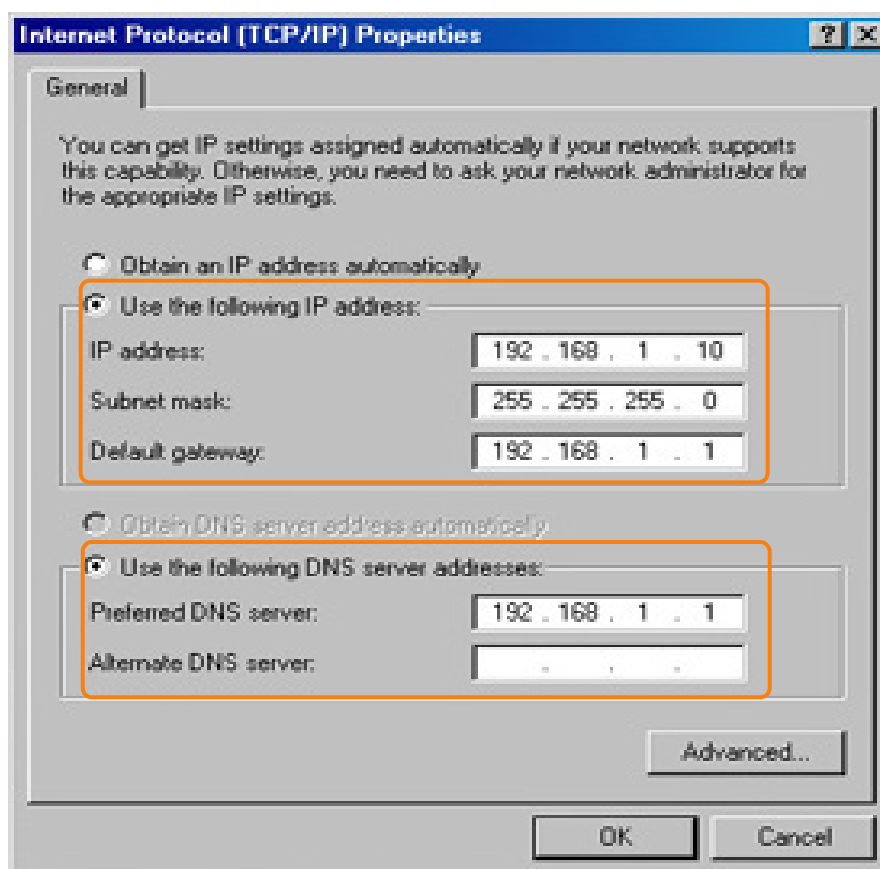 Internet Protocol (TCP/IP) Properties
General
You can get IP settings assigned automatically if your network supports
this capability. Otherwise, you need to ask your network administrator for
the appropriate IP settings.
Obtain an IP address automatically
Use the following IP address:
IP address: 192 . 168 . 1 . 10
Subnet mask: 255 . 255 . 255 . 0
Default gateway: 192 . 168 . 1 . 1
Obtain DNS server address automatically
Use the following DNS server addresses:
Preferred DNS server: 192 . 168 . 1 . 1
Alternate DNS server: . . .
Advanced...
OK Cancel